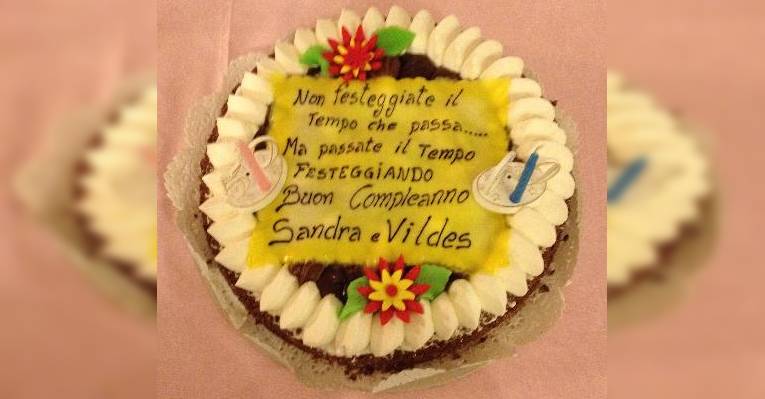 Non festeggiate il
Tempo che passa.....
Ma passate il Tempo
FESTEGGIANDO
Buon Compleanno
Sandra e Vildes